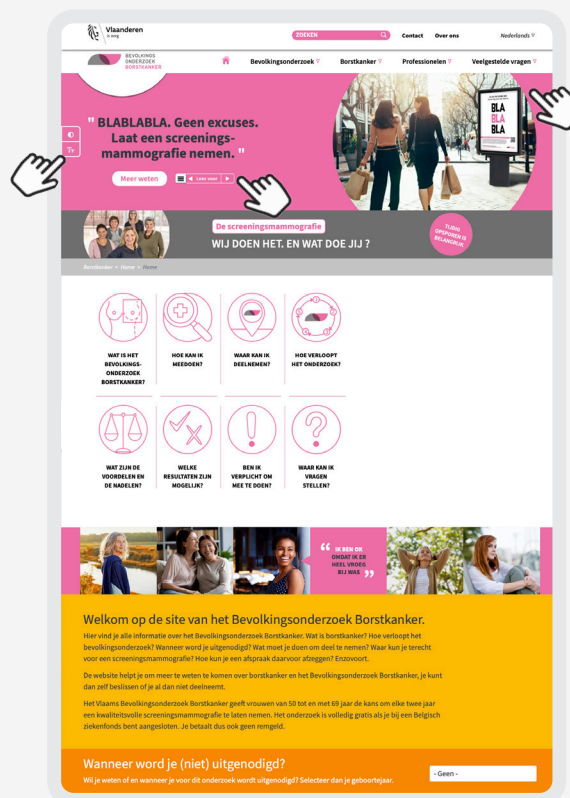 Vlaanderen
is zorg
ZOEKEN
Contact Over ons Nederlands
BEVOLKINGS
ONDERZOEK
BORSTKANKER
Bevolkingsonderzoek Borstkanker Professionelen Veelgestelde vragen
" BLABLABLA. Geen excuses.
Laat een screenings-
mammografie nemen. "
BLA
BLA
BLA
Meer weten
Lees voor
De screeningsmammografie
WIJ DOEN HET. EN WAT DOE JIJ ?
TIJDIG
OPSPOREN IS
BELANGRIJK
Borstkanker > Home > Home
WAT IS HET
BEVOLKINGS-
ONDERZOEK
BORSTKANKER?
HOE KAN IK
MEEDOEN?
WAAR KAN IK
DEELNEMEN?
HOE VERLOOPT
HET ONDERZOEK?
WAT ZIJN DE
VOORDELEN EN
DE NADELEN?
WELKE
RESULTATEN ZIJN
MOGELIJK?
BEN IK
VERPLICHT OM
MEE TE DOEN?
WAAR KAN IK
VRAGEN
STELLEN?
“ IK BEN OK
OMDAT IK ER
HEEL VROEG
BIJ WAS ”
Welkom op de site van het Bevolkingsonderzoek Borstkanker.
Hier vind je alle informatie over het Bevolkingsonderzoek Borstkanker. Wat is borstkanker? Hoe verloopt het
bevolkingsonderzoek? Wanneer word je uitgenodigd? Wat moet je doen om deel te nemen? Waar kun je terecht
voor een screeningsmammografie? Hoe kun je een afspraak daarvoor afzeggen? Enzovoort.
De website helpt je om meer te weten te komen over borstkanker en het Bevolkingsonderzoek Borstkanker, je kunt
dan zelf beslissen of je al dan niet deelneemt.
Het Vlaams Bevolkingsonderzoek Borstkanker geeft vrouwen van 50 tot en met 69 jaar de kans om elke twee jaar
een kwaliteitsvolle screeningsmammografie te laten nemen. Het onderzoek is volledig gratis als je bij een Belgisch
ziekenfonds bent aangesloten. Je betaalt dus ook geen remgeld.
Wanneer word je (niet) uitgenodigd?
Wil je weten of en wanneer je voor dit onderzoek wordt uitgenodigd? Selecteer dan je geboortejaar.
- Geen -